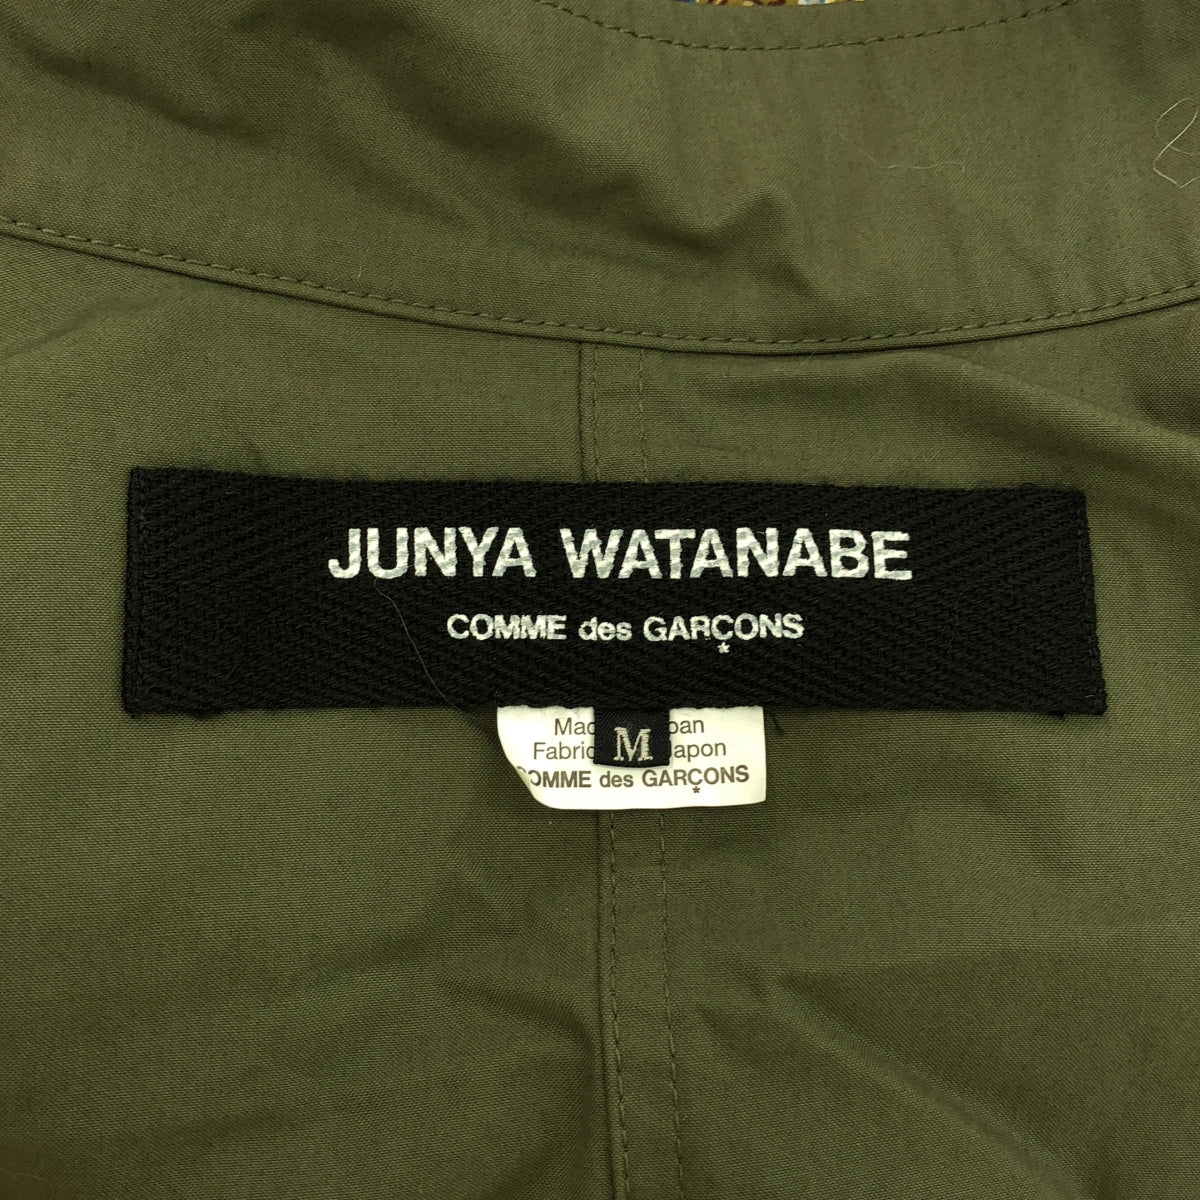 JUNYA WATANABE
COMME des GARÇONS
*
M
COMME des GARÇONS
*